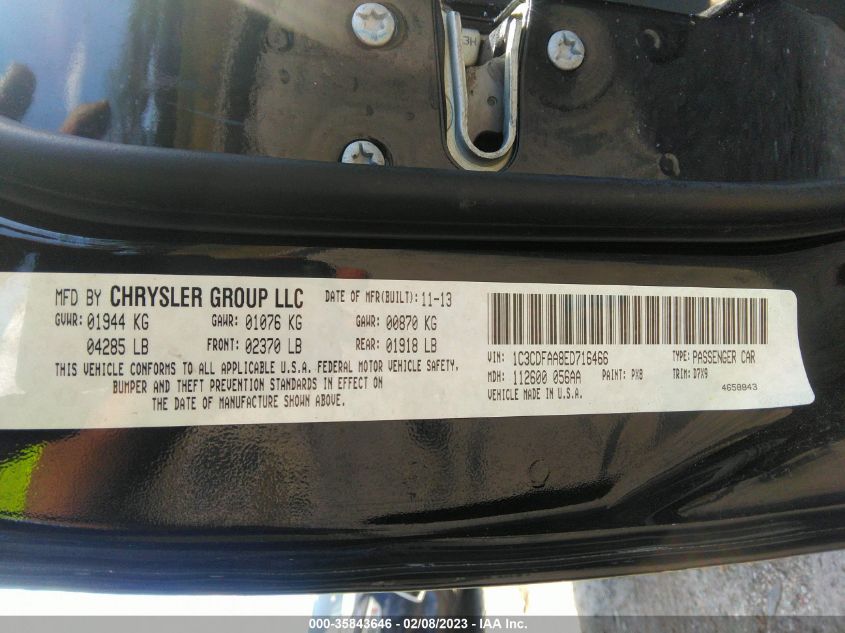 3H
MFD BY CHRYSLER GROUP LLC DATE OF MFR(BUILT): 11-13
GVWR: 01944 KG GAWR: 01076 KG GAWR: 00870 KG
04285 LB FRONT: 02370 LB REAR: 01918 LB
THIS VEHICLE CONFORMS TO ALL APPLICABLE U.S.A. FEDERAL MOTOR VEHICLE SAFETY,
BUMPER AND THEFT PREVENTION STANDARDS IN EFFECT ON
THE DATE OF MANUFACTURE SHOWN ABOVE.
VIN: 1C3CDFAA8ED716466 TYPE: PASSENGER CAR
MDH: 112600 056AA PAINT: PX8 TRIM: D7X9
VEHICLE MADE IN U.S.A. 4658843
000-35843646 - 02/08/2023 - IAA, Inc.